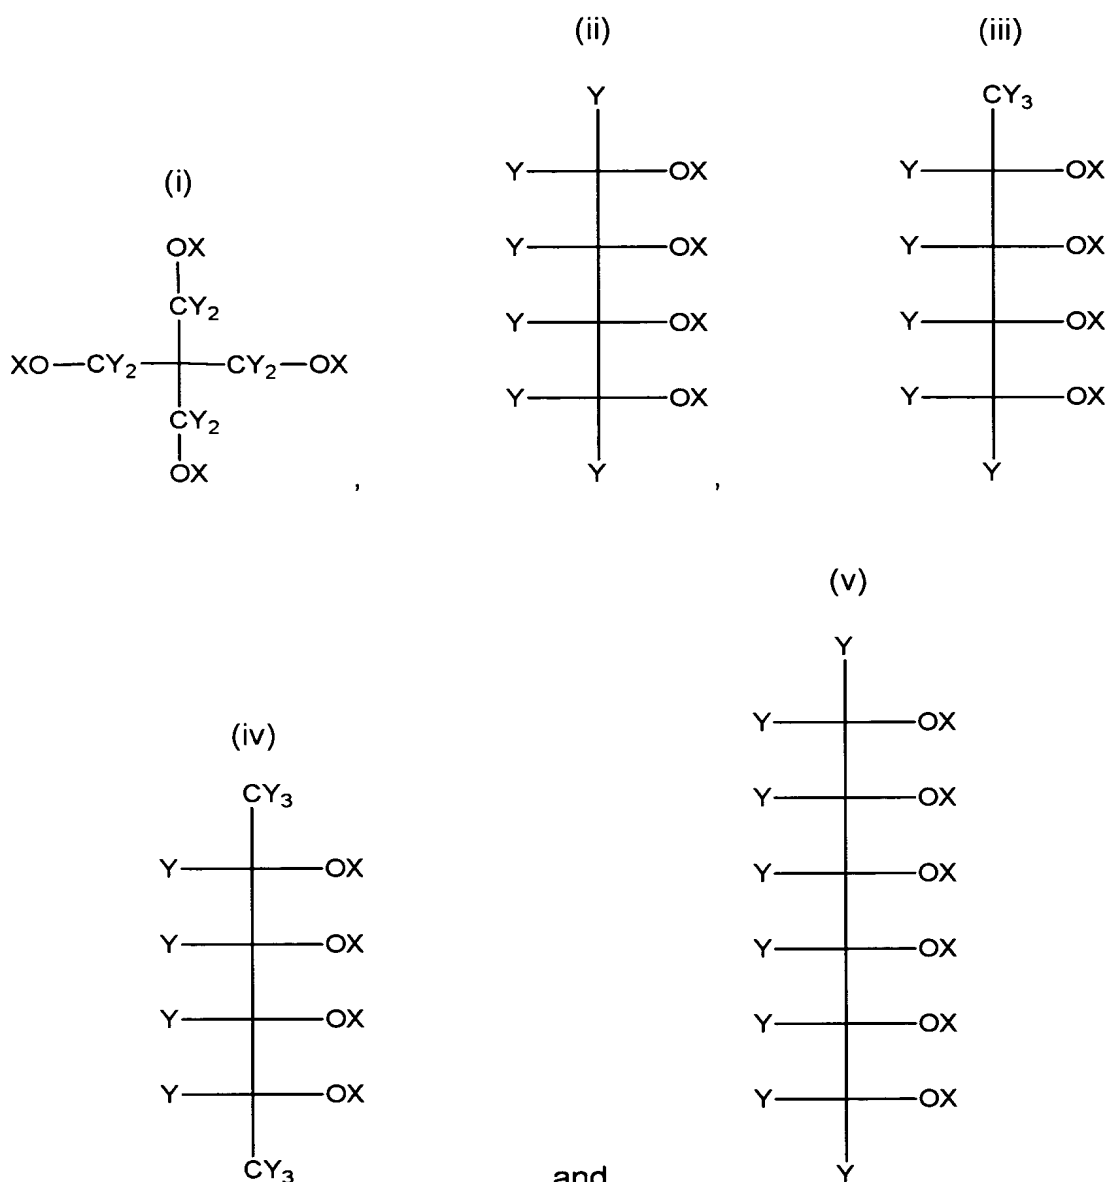 (ii) (iii)
Y CY₃
(i) Y OX Y OX
OX Y OX Y OX
CY₂ Y OX Y OX
XO—CY₂ CY₂—OX Y OX Y OX
CY₂
OX , Y , Y
(v)
Y
(iv) Y OX
CY₃ Y OX
Y OX Y OX
Y OX Y OX
Y OX Y OX
Y OX Y OX
CY₃ and Y